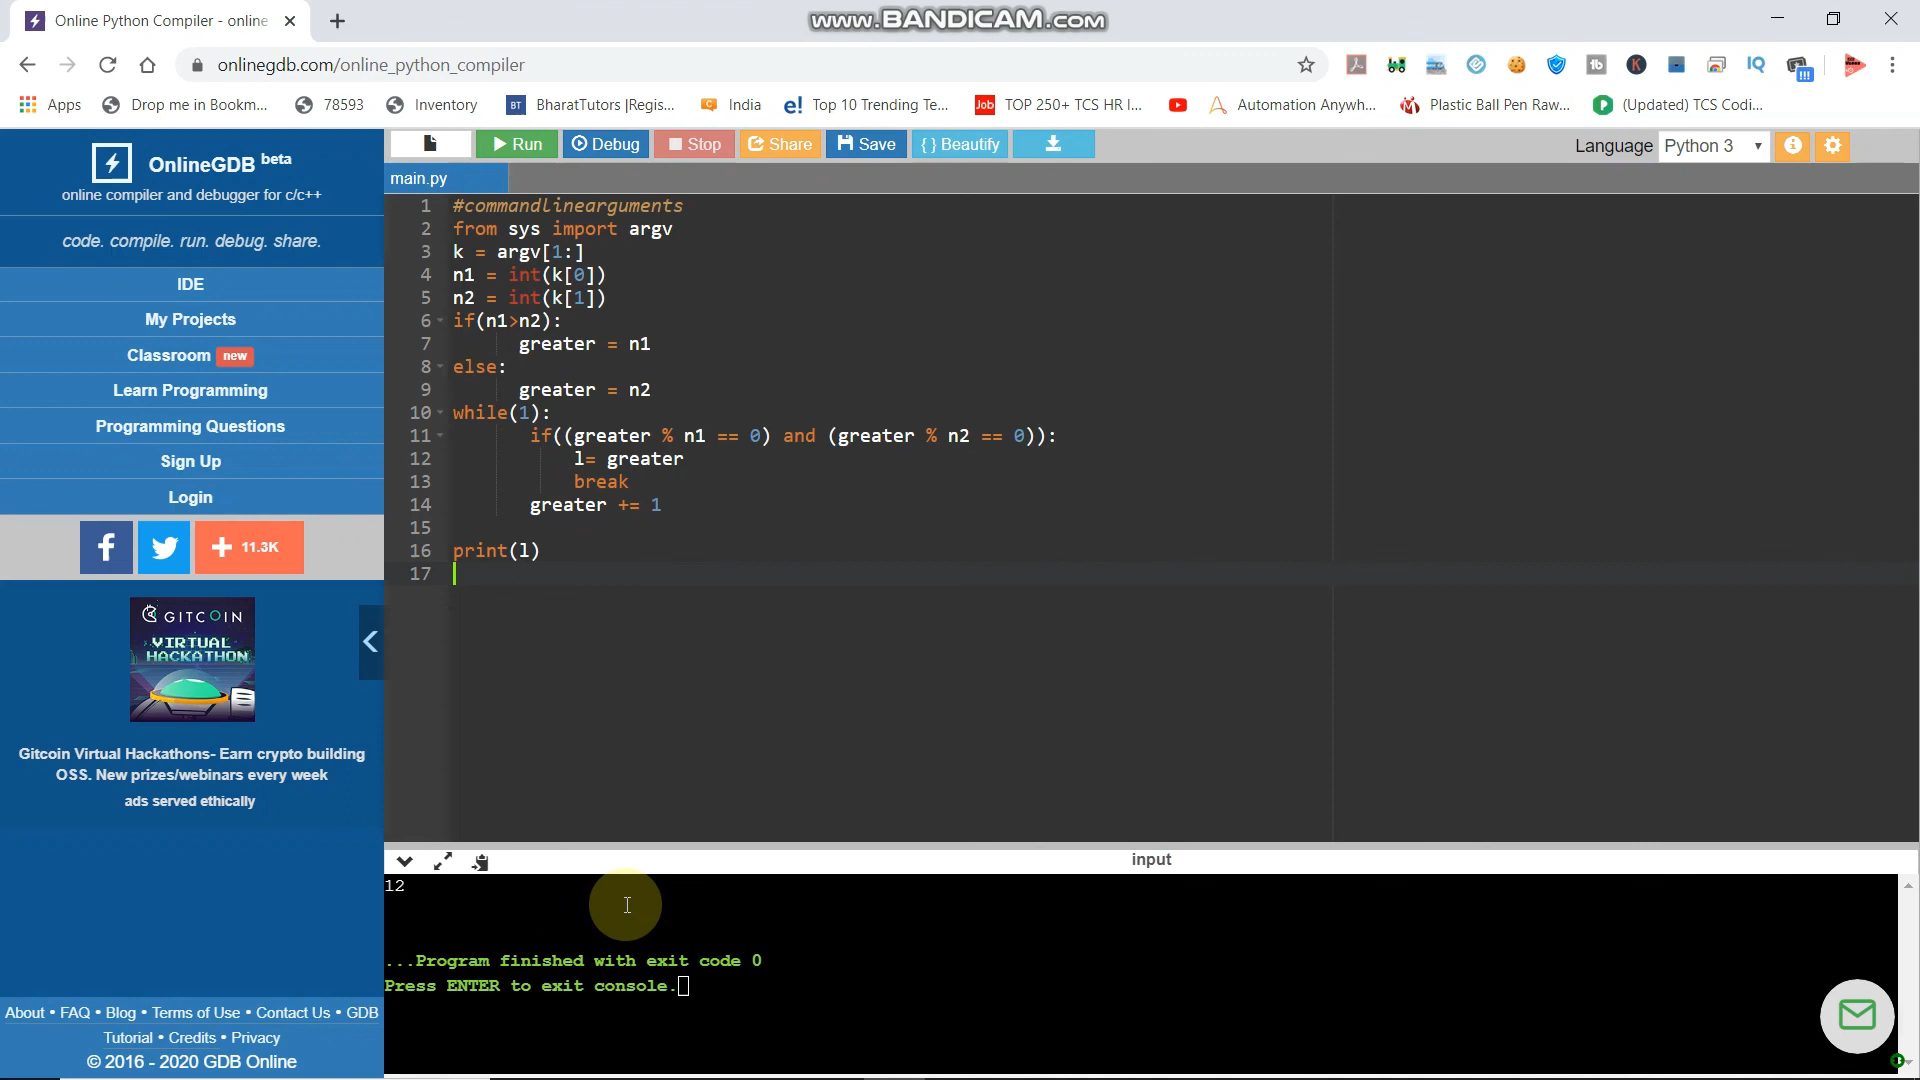 Online Python Compiler - online
www.BANDICAM.com
onlinegdb.com/online_python_compiler
Apps
Drop me in Bookm...
78593
Inventory
BT
BharatTutors |Regis...
India
e!
Top 10 Trending Te...
Job
TOP 250+ TCS HR I...
Automation Anywh...
Plastic Ball Pen Raw...
(Updated) TCS Codi...
OnlineGDB beta
online compiler and debugger for c/c++
code. compile. run. debug. share.
IDE
My Projects
Classroom new
Learn Programming
Programming Questions
Sign Up
Login
11.3K
GITCOIN
VIRTUAL
HACKATHON
Gitcoin Virtual Hackathons- Earn crypto building
OSS. New prizes/webinars every week
ads served ethically
About • FAQ • Blog • Terms of Use • Contact Us • GDB
Tutorial • Credits • Privacy
© 2016 - 2020 GDB Online
Run
Debug
Stop
Share
Save
{ } Beautify
Language Python 3
main.py
1 #commandlinearguments
2 from sys import argv
3 k = argv[1:]
4 n1 = int(k[0])
5 n2 = int(k[1])
6 if(n1>n2):
7 greater = n1
8 else:
9 greater = n2
10 while(1):
11 if((greater % n1 == 0) and (greater % n2 == 0)):
12 l= greater
13 break
14 greater += 1
15
16 print(l)
17
input
12
...Program finished with exit code 0
Press ENTER to exit console.